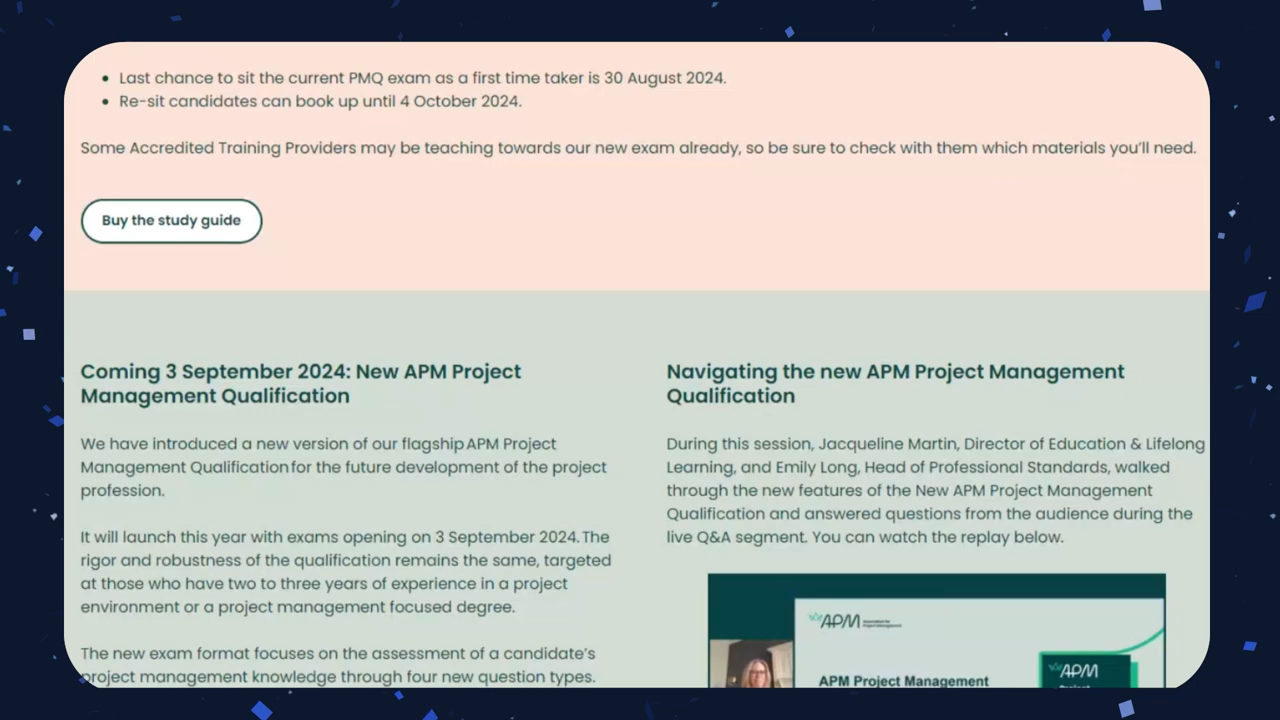 Last chance to sit the current PMQ exam as a first time taker is 30 August 2024.
Re-sit candidates can book up until 4 October 2024.
Some Accredited Training Providers may be teaching towards our new exam already, so be sure to check with them which materials you'll need.
Buy the study guide
Coming 3 September 2024: New APM Project
Management Qualification
We have introduced a new version of our flagship APM Project
Management Qualification for the future development of the project
profession.
It will launch this year with exams opening on 3 September 2024. The
rigor and robustness of the qualification remains the same, targeted
at those who have two to three years of experience in a project
environment or a project management focused degree.
The new exam format focuses on the assessment of a candidate's
project management knowledge through four new question types.
Navigating the new APM Project Management
Qualification
During this session, Jacqueline Martin, Director of Education & Lifelong
Learning, and Emily Long, Head of Professional Standards, walked
through the new features of the New APM Project Management
Qualification and answered questions from the audience during the
live Q&A segment. You can watch the replay below.
APM
APM Project Management
APM